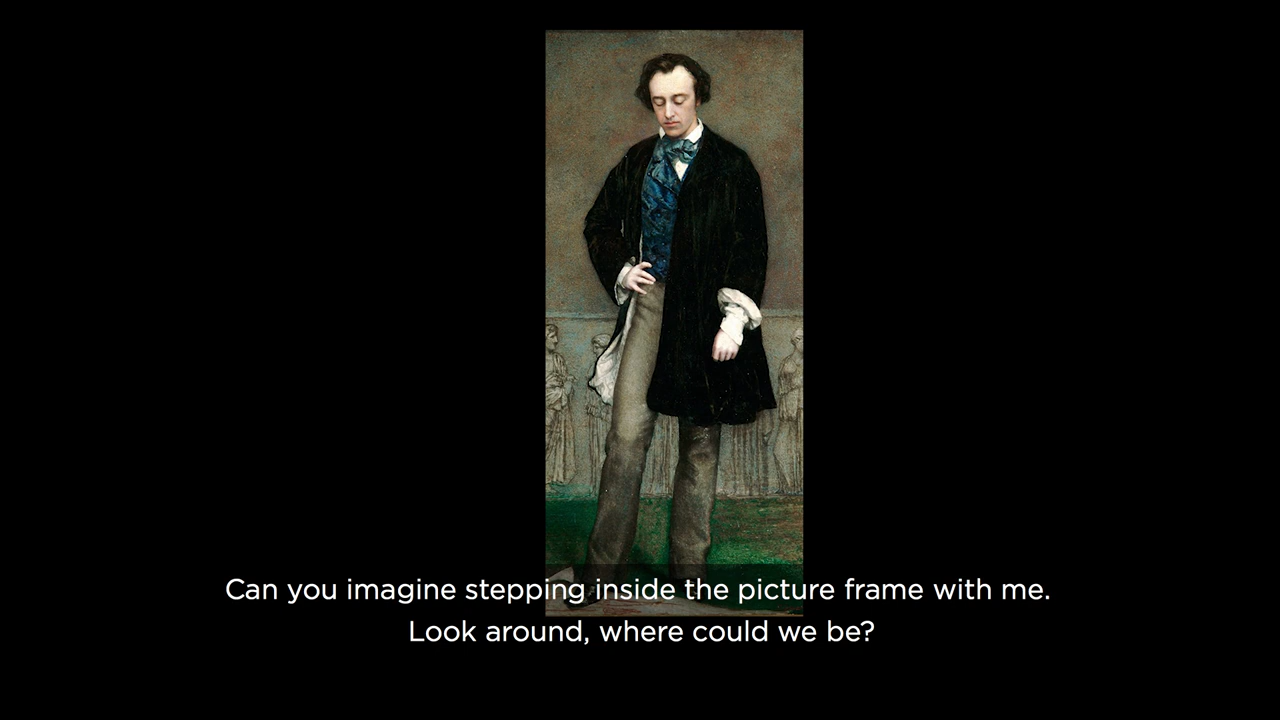 Can you imagine stepping inside the picture frame with me.
Look around, where could we be?